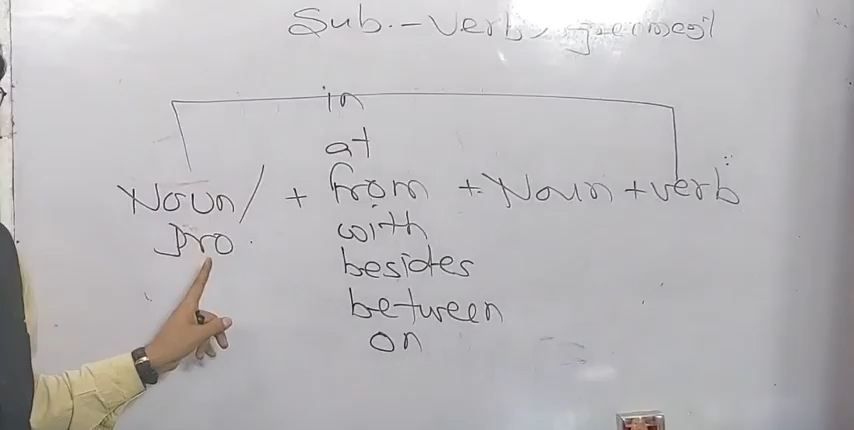 Sub. - Verb
in
at
Noun/ + from + Noun + verb
Pro. with
besides
between
on